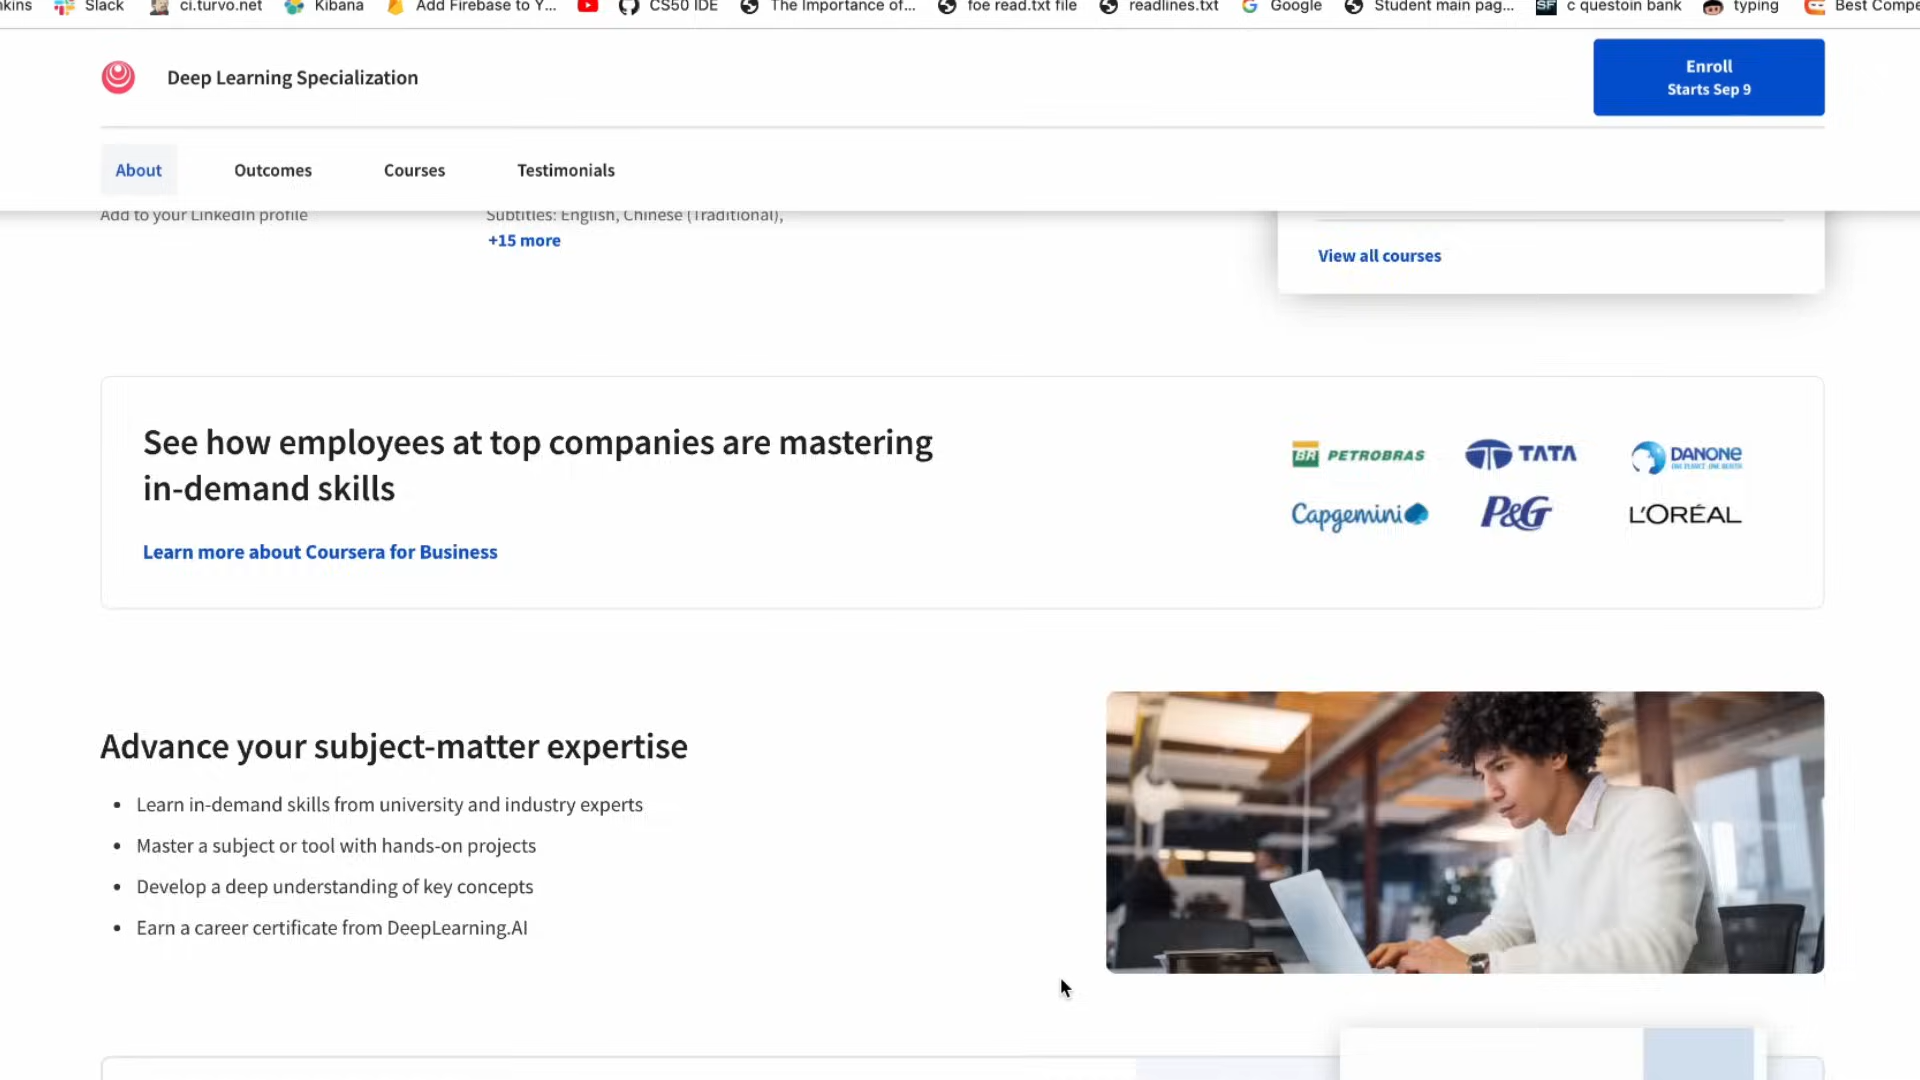 kins Slack ci.turvo.net Kibana Add Firebase to Y... CS50 IDE The Importance of... foe read.txt file readlines.txt Google Student main pag... SF c questoin bank typing Best Compe
Deep Learning Specialization
Enroll
Starts Sep 9
About Outcomes Courses Testimonials
Add to your LinkedIn profile
Subtitles: English, Chinese (Traditional),
+15 more
View all courses
See how employees at top companies are mastering
in-demand skills
Learn more about Coursera for Business
BR PETROBRAS TATA DANONE
Capgemini P&G L'ORÉAL
Advance your subject-matter expertise
• Learn in-demand skills from university and industry experts
• Master a subject or tool with hands-on projects
• Develop a deep understanding of key concepts
• Earn a career certificate from DeepLearning.AI